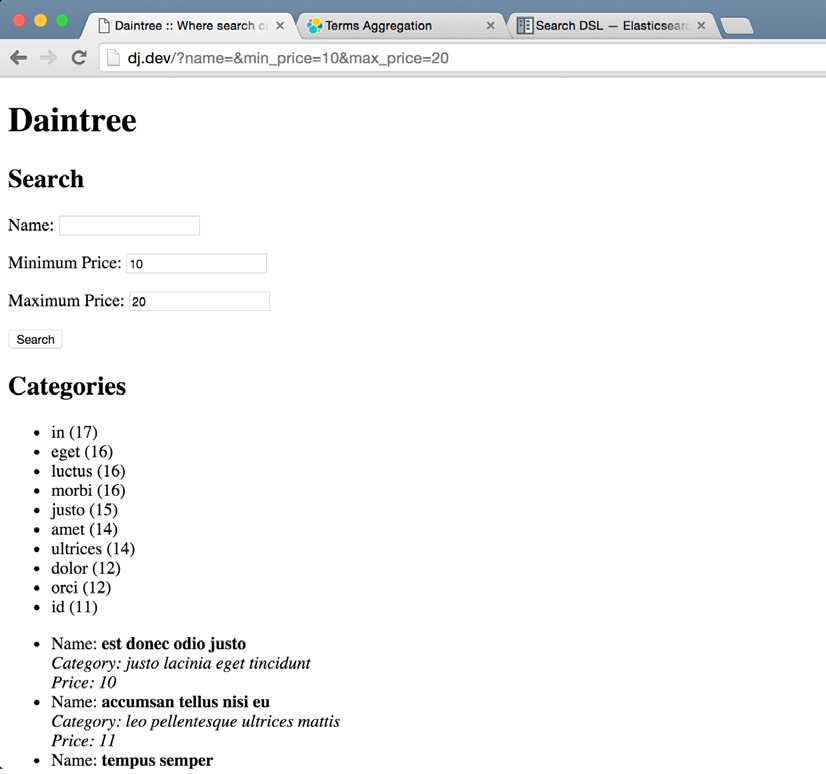 Daintree :: Where search c
Terms Aggregation
Search DSL — Elasticsear
dj.dev/?name=&min_price=10&max_price=20
Daintree
Search
Name:
Minimum Price: 10
Maximum Price: 20
Search
Categories
in (17)
eget (16)
luctus (16)
morbi (16)
justo (15)
amet (14)
ultrices (14)
dolor (12)
orci (12)
id (11)
Name: est donec odio justo
Category: justo lacinia eget tincidunt
Price: 10
Name: accumsan tellus nisi eu
Category: leo pellentesque ultrices mattis
Price: 11
Name: tempus semper